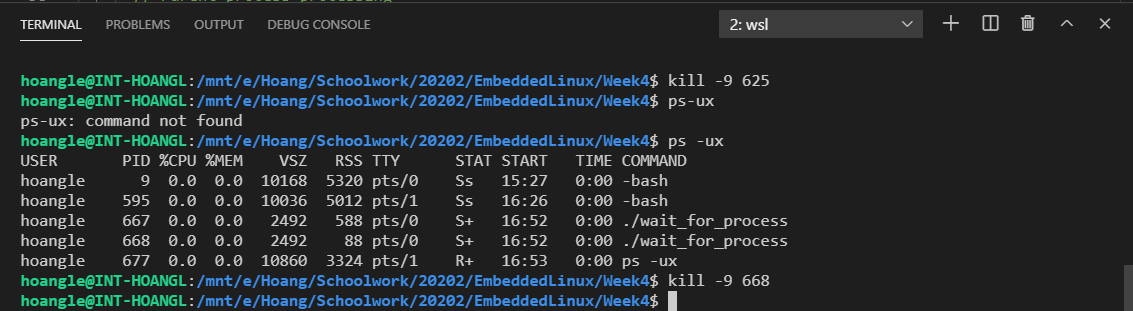 TERMINAL PROBLEMS OUTPUT DEBUG CONSOLE 2: wsl
hoangle@INT-HOANGL:/mnt/e/Hoang/Schoolwork/20202/EmbeddedLinux/Week4$ kill -9 625
hoangle@INT-HOANGL:/mnt/e/Hoang/Schoolwork/20202/EmbeddedLinux/Week4$ ps-ux
ps-ux: command not found
hoangle@INT-HOANGL:/mnt/e/Hoang/Schoolwork/20202/EmbeddedLinux/Week4$ ps -ux
USER       PID %CPU %MEM    VSZ   RSS TTY      STAT START   TIME COMMAND
hoangle      9  0.0  0.0  10168  5320 pts/0    Ss   15:27   0:00 -bash
hoangle    595  0.0  0.0  10036  5012 pts/1    Ss   16:26   0:00 -bash
hoangle    667  0.0  0.0   2492   588 pts/0    S+   16:52   0:00 ./wait_for_process
hoangle    668  0.0  0.0   2492    88 pts/0    S+   16:52   0:00 ./wait_for_process
hoangle    677  0.0  0.0  10860  3324 pts/1    R+   16:53   0:00 ps -ux
hoangle@INT-HOANGL:/mnt/e/Hoang/Schoolwork/20202/EmbeddedLinux/Week4$ kill -9 668
hoangle@INT-HOANGL:/mnt/e/Hoang/Schoolwork/20202/EmbeddedLinux/Week4$